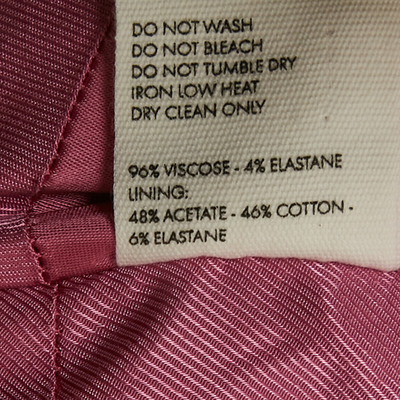 DO NOT WASH
DO NOT BLEACH
DO NOT TUMBLE DRY
IRON LOW HEAT
DRY CLEAN ONLY
96% VISCOSE - 4% ELASTANE
LINING:
48% ACETATE - 46% COTTON -
6% ELASTANE